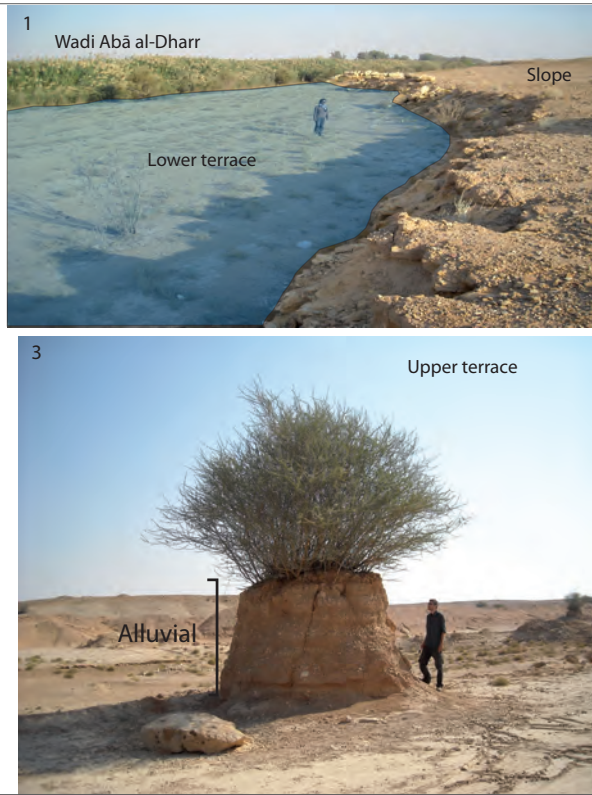 1
Wadi Abā al-Dharr
Slope
Lower terrace
3
Upper terrace
Alluvial